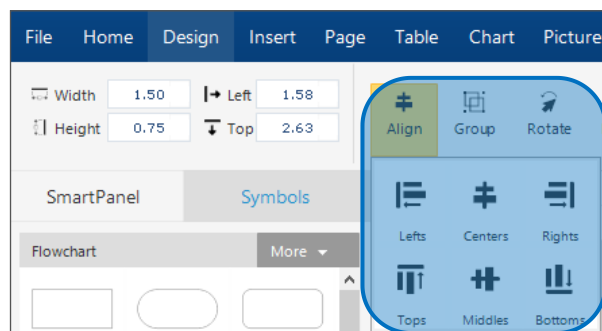 File Home Design Insert Page Table Chart Picture
Width 1.50 Left 1.58
Height 0.75 Top 2.63
Align Group Rotate
SmartPanel Symbols
Lefts Centers Rights
Flowchart More
Tops Middles Bottoms